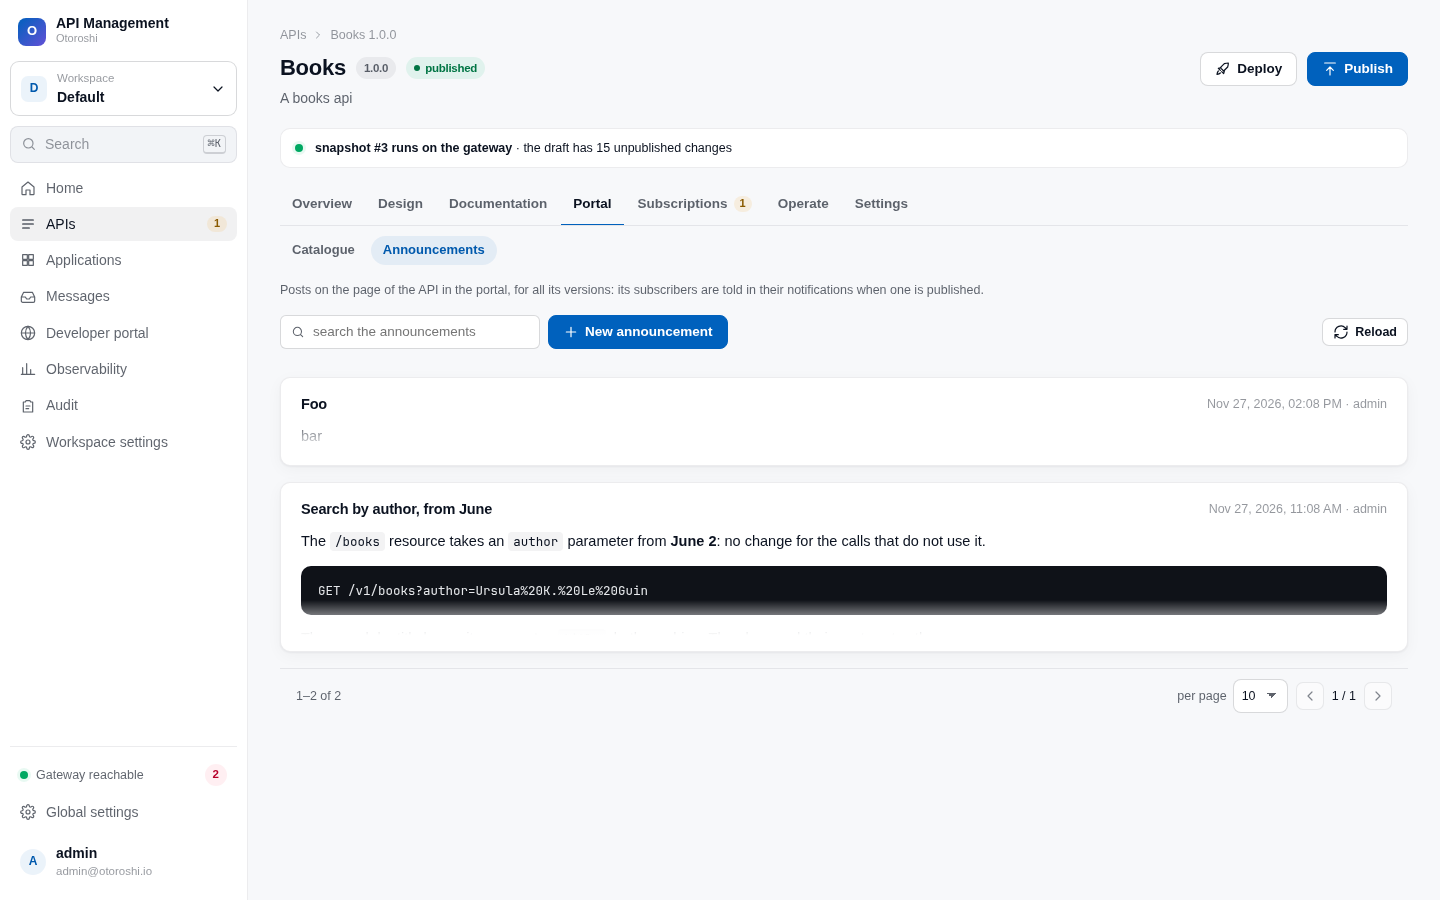 API Management
Otoroshi
D
Workspace
Default
Search
⌘K
Home
APIs 1
Applications
Messages
Developer portal
Observability
Audit
Workspace settings
Gateway reachable 2
Global settings
A
admin
admin@otoroshi.io
APIs > Books 1.0.0
Books 1.0.0 published
A books api
Deploy
Publish
snapshot #3 runs on the gateway · the draft has 15 unpublished changes
Overview Design Documentation Portal Subscriptions 1 Operate Settings
Catalogue Announcements
Posts on the page of the API in the portal, for all its versions: its subscribers are told in their notifications when one is published.
search the announcements
New announcement
Reload
Foo
Nov 27, 2026, 02:08 PM · admin
bar
Search by author, from June
Nov 27, 2026, 11:08 AM · admin
The /books resource takes an author parameter from June 2: no change for the calls that do not use it.
GET /v1/books?author=Ursula%20K.%20Le%20Guin
1–2 of 2
per page 10 1 / 1